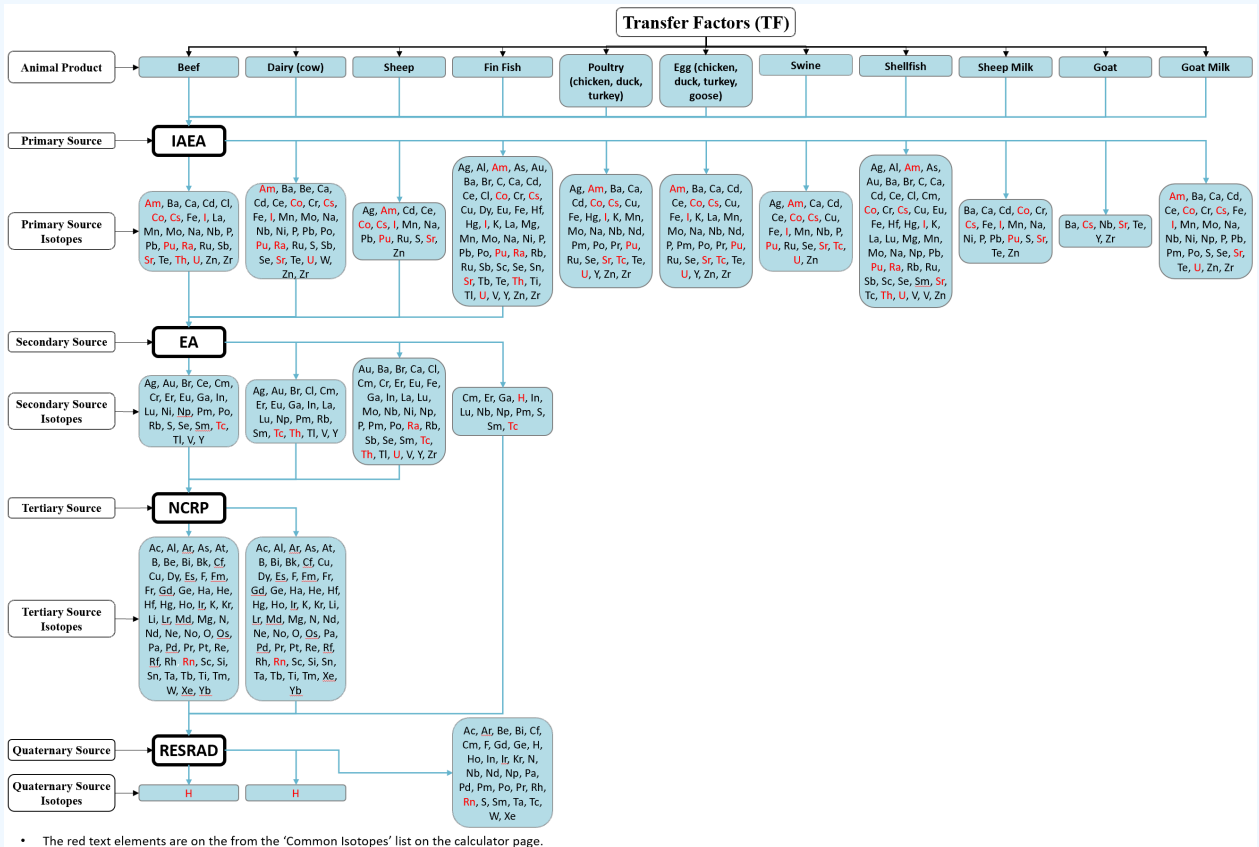 Transfer Factors (TF)
Animal Product
Beef
Dairy (cow)
Sheep
Fin Fish
Poultry
(chicken, duck,
turkey)
Egg (chicken,
duck, turkey,
goose)
Swine
Shellfish
Sheep Milk
Goat
Goat Milk
Primary Source
IAEA
Primary Source
Isotopes
Am, Ba, Ca, Cd, Cl,
Co, Cs, Fe, I, La,
Mn, Mo, Na, Nb, P,
Pb, Pu, Ra, Ru, Sb,
Sr, Te, Th, U, Zn, Zr
Am, Ba, Be, Ca,
Cd, Ce, Co, Cr, Cs,
Fe, I, Mn, Mo, Na,
Nb, Ni, P, Pb, Po,
Pu, Ra, Ru, S, Sb,
Se, Sr, Te, U, W,
Zn, Zr
Ag, Am, Cd, Ce,
Co, Cs, I, Mn, Na,
Pb, Pu, Ru, S, Sr,
Zn
Ag, Al, Am, As, Au,
Ba, Br, C, Ca, Cd,
Ce, Cl, Co, Cr, Cs,
Cu, Dy, Eu, Fe, Hf,
Hg, I, K, La, Mg,
Mn, Mo, Na, Ni, P,
Pb, Po, Pu, Ra, Rb,
Ru, Sb, Sc, Se, Sn,
Sr, Tb, Te, Th, Ti,
Tl, U, V, Y, Zn, Zr
Ag, Am, Ba, Ca,
Cd, Co, Cs, Cu,
Fe, Hg, I, K, Mn,
Mo, Na, Nb, Nd,
Pm, Po, Pr, Pu,
Ru, Se, Sr, Tc, Te,
U, Y, Zn, Zr
Am, Ba, Ca, Cd,
Ce, Co, Cs, Cu,
Fe, I, K, La, Mn,
Mo, Na, Nb, Nd,
P, Pm, Po, Pr, Pu,
Ru, Se, Sr, Tc, Te,
U, Y, Zn, Zr
Ag, Am, Ca, Cd,
Ce, Co, Cs, Cu,
Fe, I, Mn, Nb, P,
Pu, Ru, Se, Sr, Tc,
U, Zn
Ag, Al, Am, As,
Au, Ba, Br, C, Ca,
Cd, Ce, Cl, Cm,
Co, Cr, Cs, Cu, Eu,
Fe, Hf, Hg, I, K,
La, Lu, Mg, Mn,
Mo, Na, Np, Pb,
Pu, Ra, Rb, Ru,
Sb, Sc, Se, Sm, Sr,
Tc, Th, U, V, V, Zn
Ba, Ca, Cd, Co, Cr,
Cs, Fe, I, Mn, Na,
Ni, P, Pb, Pu, S, Sr,
Te, Zn
Ba, Cs, Nb, Sr, Te,
Y, Zr
Am, Ba, Ca, Cd,
Ce, Co, Cr, Cs, Fe,
I, Mn, Mo, Na,
Nb, Ni, Np, P, Pb,
Pm, Po, S, Se, Sr,
Te, U, Zn, Zr
Secondary Source
EA
Secondary Source
Isotopes
Ag, Au, Br, Ce, Cm,
Cr, Er, Eu, Ga, In,
Lu, Ni, Np, Pm, Po,
Rb, S, Se, Sm, Tc,
Tl, V, Y
Ag, Au, Br, Cl, Cm,
Er, Eu, Ga, In, La,
Lu, Np, Pm, Rb,
Sm, Tc, Th, Tl, V, Y
Au, Ba, Br, Ca, Cl,
Cm, Cr, Er, Eu, Fe,
Ga, In, La, Lu,
Mo, Nb, Ni, Np,
P, Pm, Po, Ra, Rb,
Sb, Se, Sm, Tc,
Th, Tl, U, V, Y, Zr
Cm, Er, Ga, H, In,
Lu, Nb, Np, Pm, S,
Sm, Tc
Tertiary Source
NCRP
Tertiary Source
Isotopes
Ac, Al, Ar, As, At,
B, Be, Bi, Bk, Cf,
Cu, Dy, Es, F, Fm,
Fr, Gd, Ge, Ha, He,
Hf, Hg, Ho, Ir, K, Kr,
Li, Lr, Md, Mg, N,
Nd, Ne, No, O, Os,
Pa, Pd, Pr, Pt, Re,
Rf, Rh Rn, Sc, Si,
Sn, Ta, Tb, Ti, Tm,
W, Xe, Yb
Ac, Al, Ar, As, At,
B, Bi, Bk, Cf, Cu,
Dy, Es, F, Fm, Fr,
Gd, Ge, Ha, He, Hf,
Hg, Ho, Ir, K, Kr, Li,
Lr, Md, Mg, N, Nd,
Ne, No, O, Os, Pa,
Pd, Pr, Pt, Re, Rf,
Rh, Rn, Sc, Si, Sn,
Ta, Tb, Ti, Tm, Xe,
Yb
Quaternary Source
RESRAD
Quaternary Source
Isotopes
H
H
Ac, Ar, Be, Bi, Cf,
Cm, F, Gd, Ge, H,
Ho, In, Ir, Kr, N,
Nb, Nd, Np, Pa,
Pd, Pm, Po, Pr, Rh,
Rn, S, Sm, Ta, Tc,
W, Xe
• The red text elements are on the from the ‘Common Isotopes’ list on the calculator page.